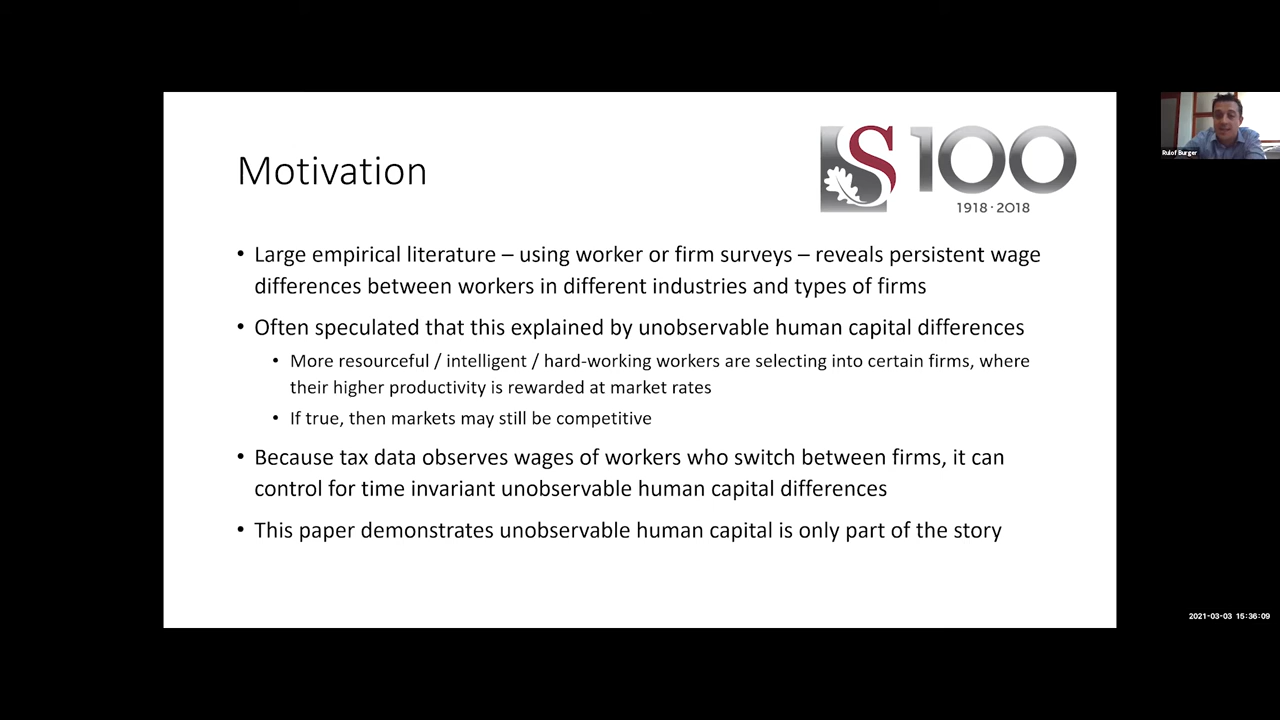 Motivation
S100
1918·2018
• Large empirical literature – using worker or firm surveys – reveals persistent wage
differences between workers in different industries and types of firms
• Often speculated that this explained by unobservable human capital differences
• More resourceful / intelligent / hard-working workers are selecting into certain firms, where
their higher productivity is rewarded at market rates
• If true, then markets may still be competitive
• Because tax data observes wages of workers who switch between firms, it can
control for time invariant unobservable human capital differences
• This paper demonstrates unobservable human capital is only part of the story
Rulof Burger
2021-03-03 15:36:09